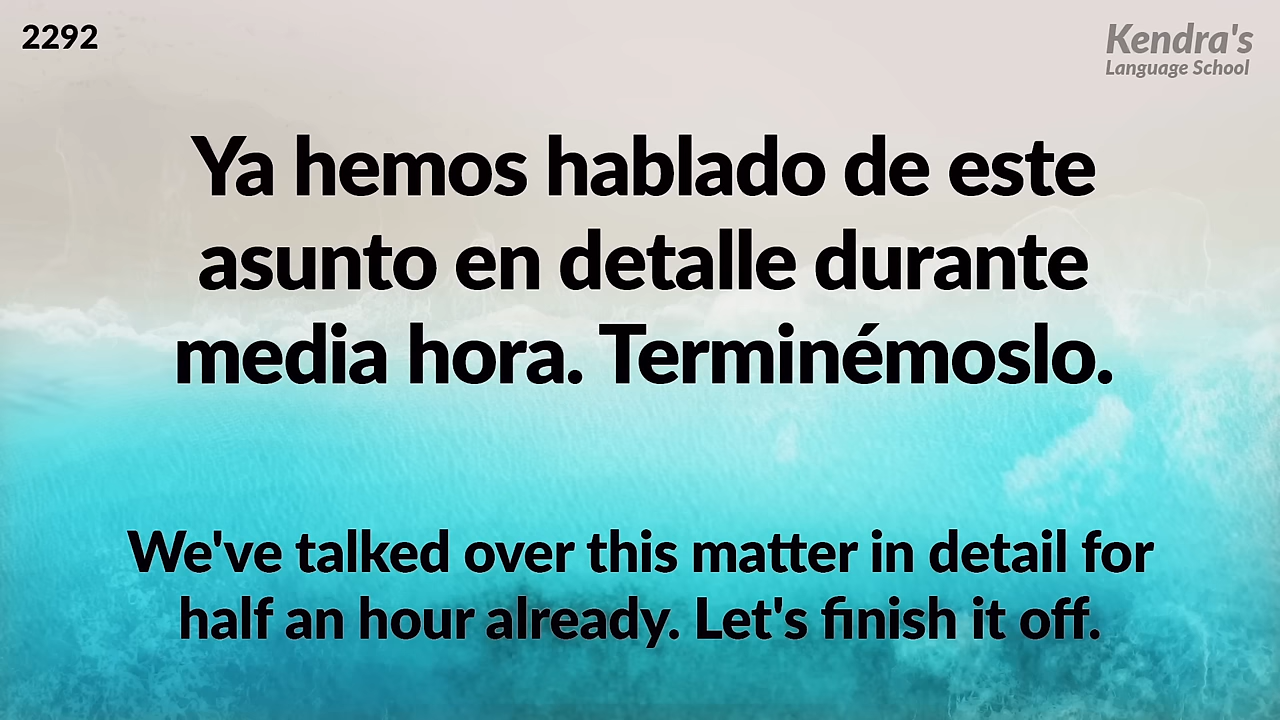 2292
Kendra's
Language School
Ya hemos hablado de este
asunto en detalle durante
media hora. Terminémoslo.
We've talked over this matter in detail for
half an hour already. Let's finish it off.